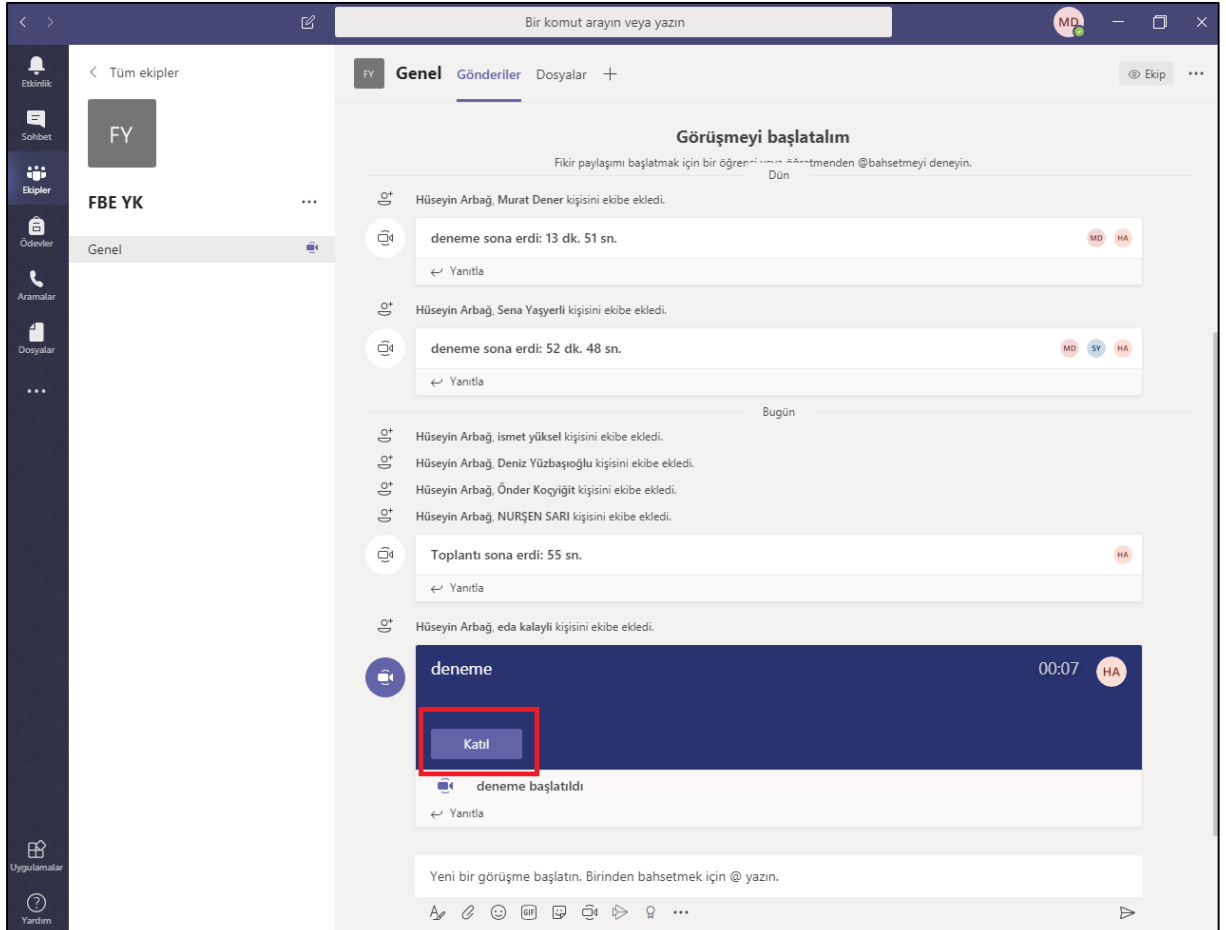 Bir komut arayın veya yazın
MD
Etkinlik
Sohbet
Ekipler
Ödevler
Aramalar
Dosyalar
Uygulamalar
Yardım
Tüm ekipler
FY
FBE YK
Genel
FY Genel Gönderiler Dosyalar
Ekip
Görüşmeyi başlatalım
Fikir paylaşımı başlatmak için bir öğrenci veya öğretmenden @bahsetmeyi deneyin.
Dün
Hüseyin Arbağ, Murat Dener kişisini ekibe ekledi.
deneme sona erdi: 13 dk. 51 sn. MD HA
Yanıtla
Hüseyin Arbağ, Sena Yaşyerli kişisini ekibe ekledi.
deneme sona erdi: 52 dk. 48 sn. MD SY HA
Yanıtla
Bugün
Hüseyin Arbağ, ismet yüksel kişisini ekibe ekledi.
Hüseyin Arbağ, Deniz Yüzbaşıoğlu kişisini ekibe ekledi.
Hüseyin Arbağ, Önder Koçyiğit kişisini ekibe ekledi.
Hüseyin Arbağ, NURŞEN SARI kişisini ekibe ekledi.
Toplantı sona erdi: 55 sn. HA
Yanıtla
Hüseyin Arbağ, eda kalayli kişisini ekibe ekledi.
deneme 00:07 HA
Katıl
deneme başlatıldı
Yanıtla
Yeni bir görüşme başlatın. Birinden bahsetmek için @ yazın.
GIF